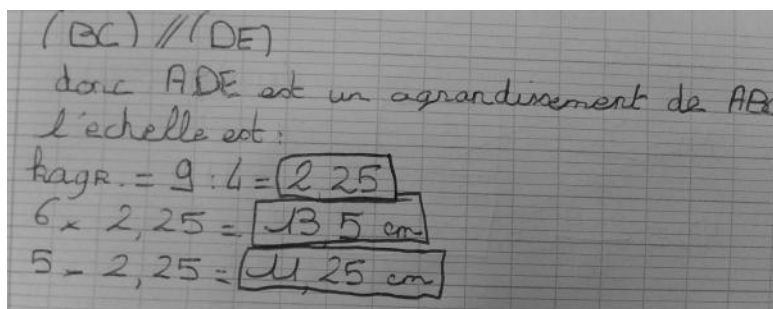 (BC) // (DE)
donc ADE est un agrandissement de ABC
l'echelle est :
kagr. = 9 : 4 = 2,25
6 x 2,25 = 13,5 cm
5 - 2,25 = 11,25 cm